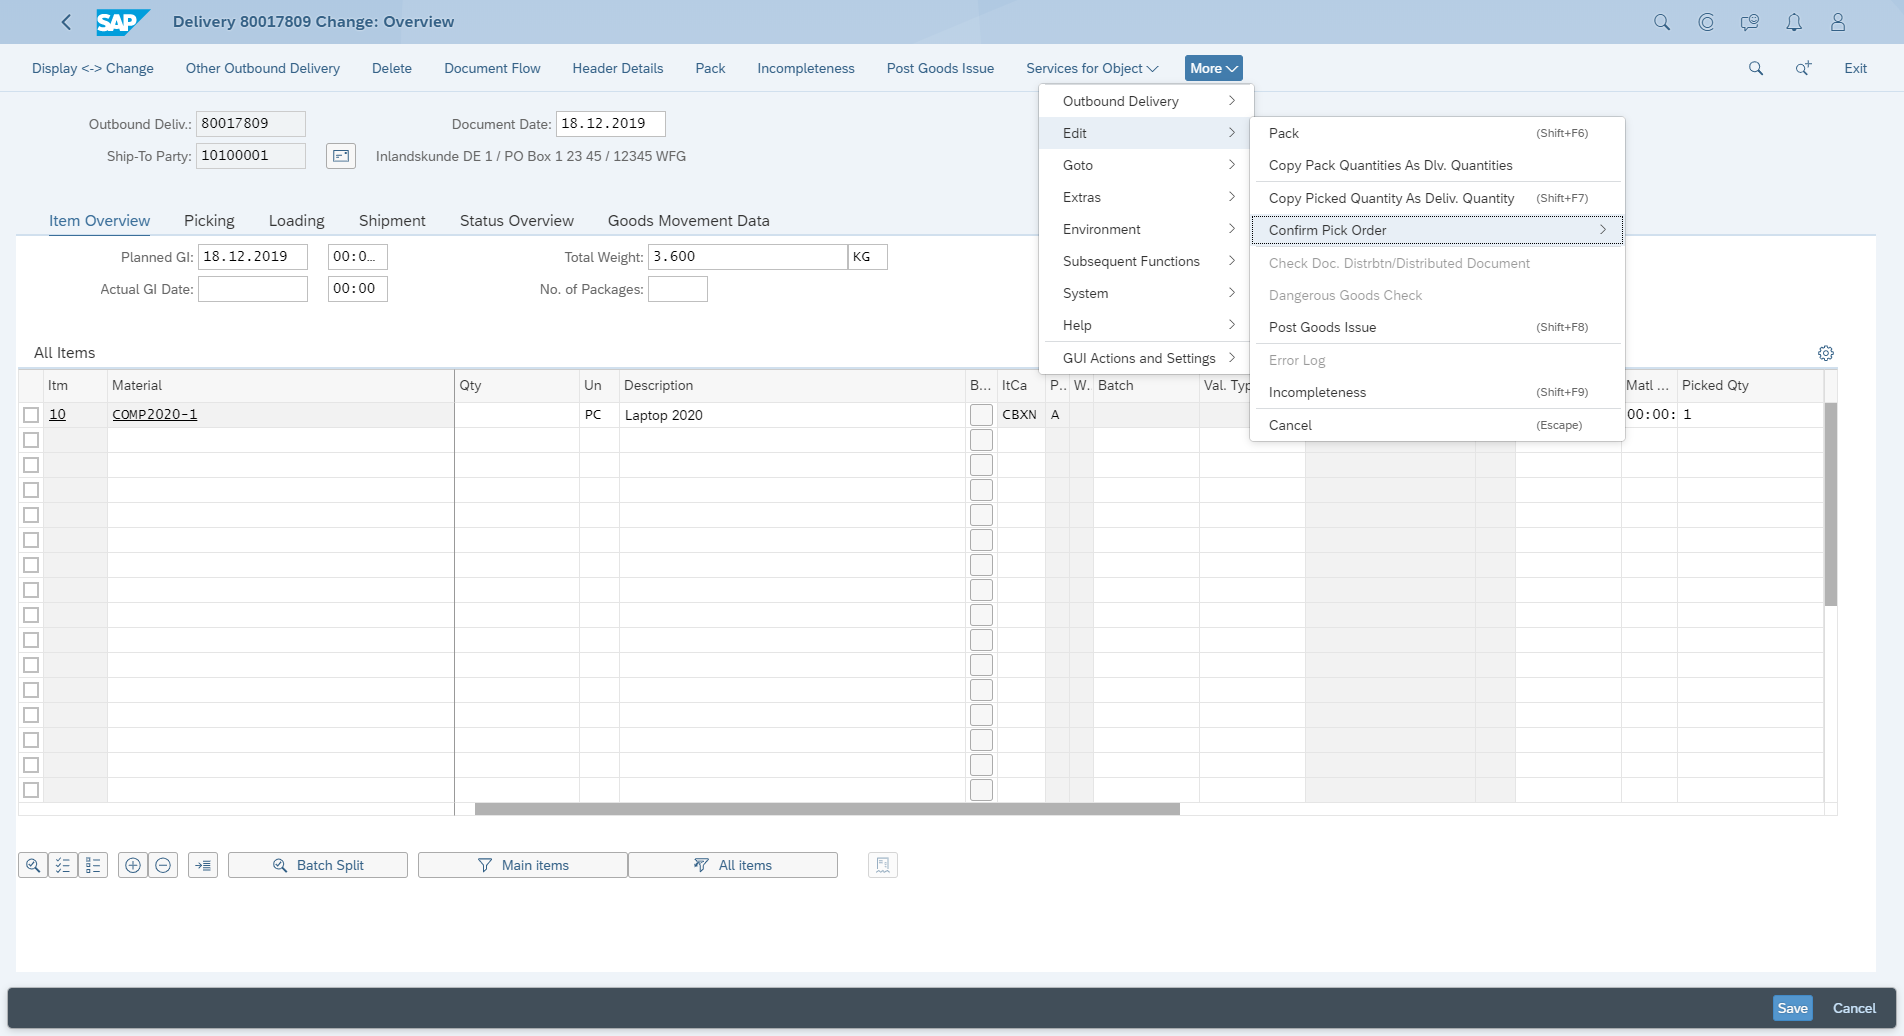 SAP Delivery 80017809 Change: Overview
Display <-> Change Other Outbound Delivery Delete Document Flow Header Details Pack Incompleteness Post Goods Issue Services for Object More Exit
Outbound Deliv.: 80017809 Document Date: 18.12.2019
Ship-To Party: 10100001 Inlandskunde DE 1 / PO Box 1 23 45 / 12345 WFG
Outbound Delivery
Edit
Goto
Extras
Environment
Subsequent Functions
System
Help
GUI Actions and Settings
Pack (Shift+F6)
Copy Pack Quantities As Dlv. Quantities
Copy Picked Quantity As Deliv. Quantity (Shift+F7)
Confirm Pick Order
Check Doc. Distrbtn/Distributed Document
Dangerous Goods Check
Post Goods Issue (Shift+F8)
Error Log
Incompleteness (Shift+F9)
Cancel (Escape)
Item Overview Picking Loading Shipment Status Overview Goods Movement Data
Planned GI: 18.12.2019 00:0... Total Weight: 3.600 KG
Actual GI Date: 00:00 No. of Packages:
All Items
Itm Material Qty Un Description B... ItCa P.. W. Batch Val. Typ Matl ... Picked Qty
10 COMP2020-1 PC Laptop 2020 CBXN A 00:00: 1
Batch Split Main items All items
Save Cancel